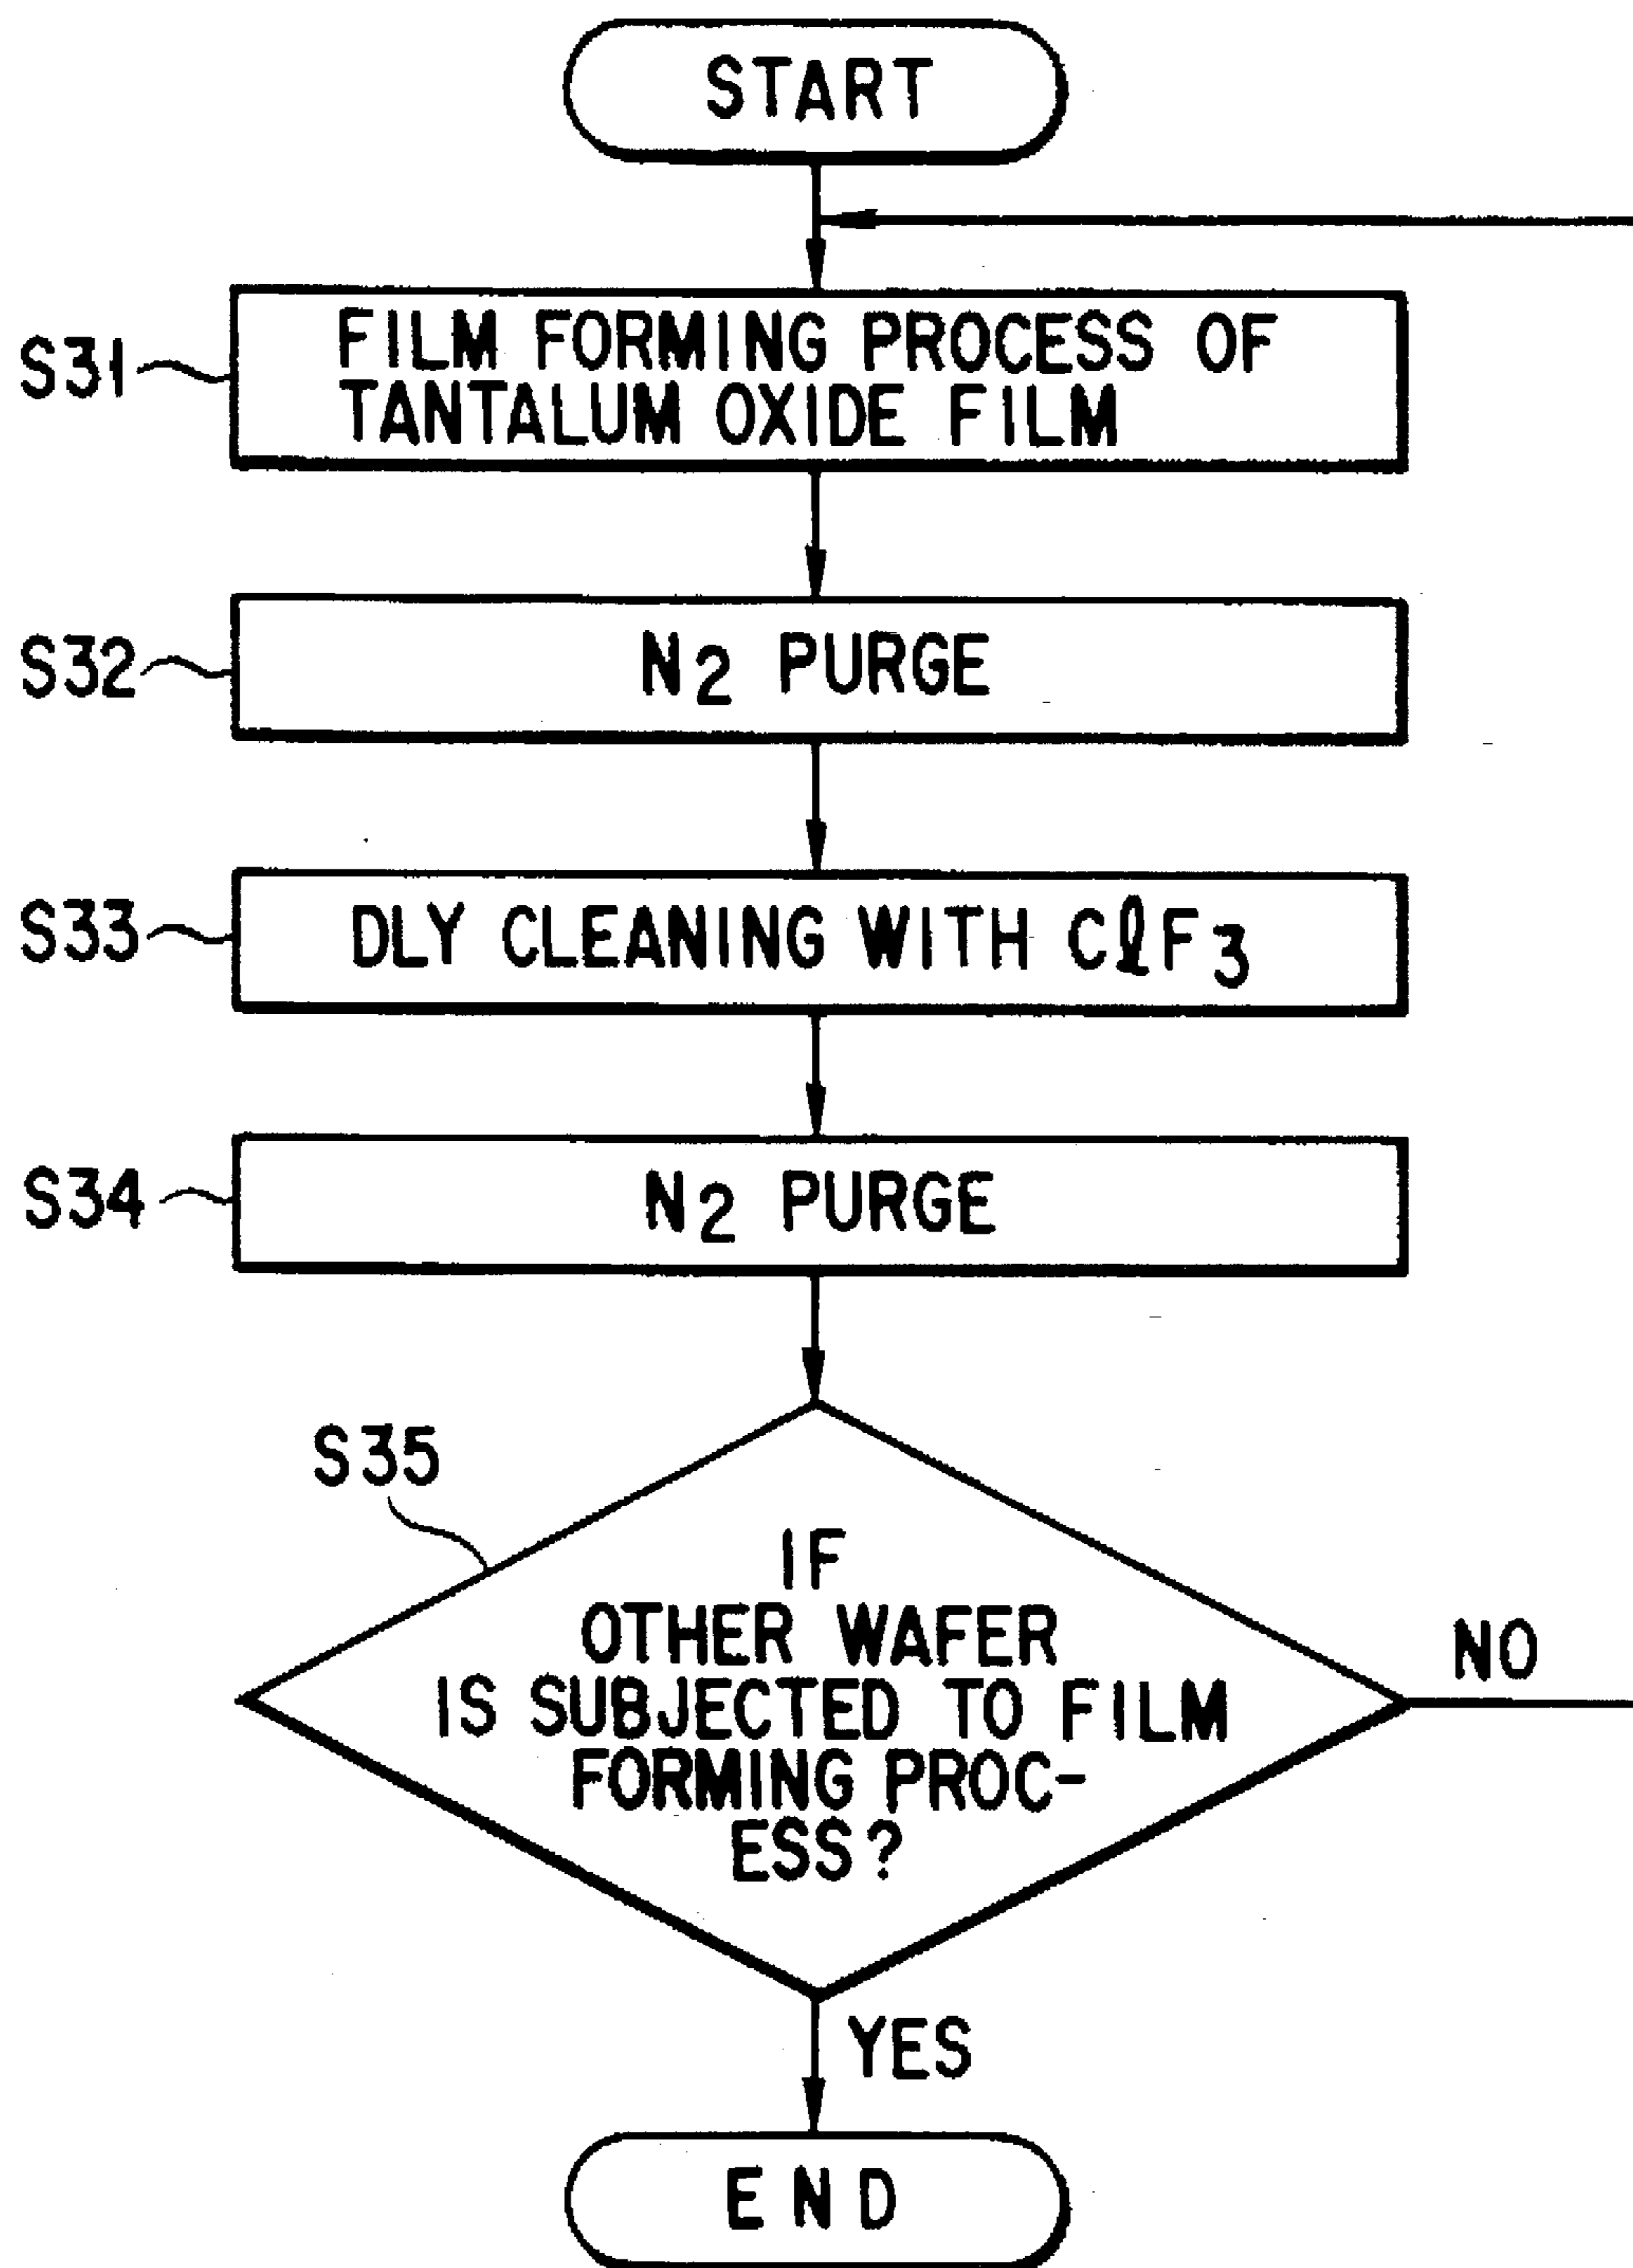 START
S31
FILM FORMING PROCESS OF
TANTALUM OXIDE FILM
S32
N2 PURGE
S33
DLY CLEANING WITH ClF3
S34
N2 PURGE
S35
IF
OTHER WAFER
IS SUBJECTED TO FILM
FORMING PROC-
ESS?
NO
YES
END